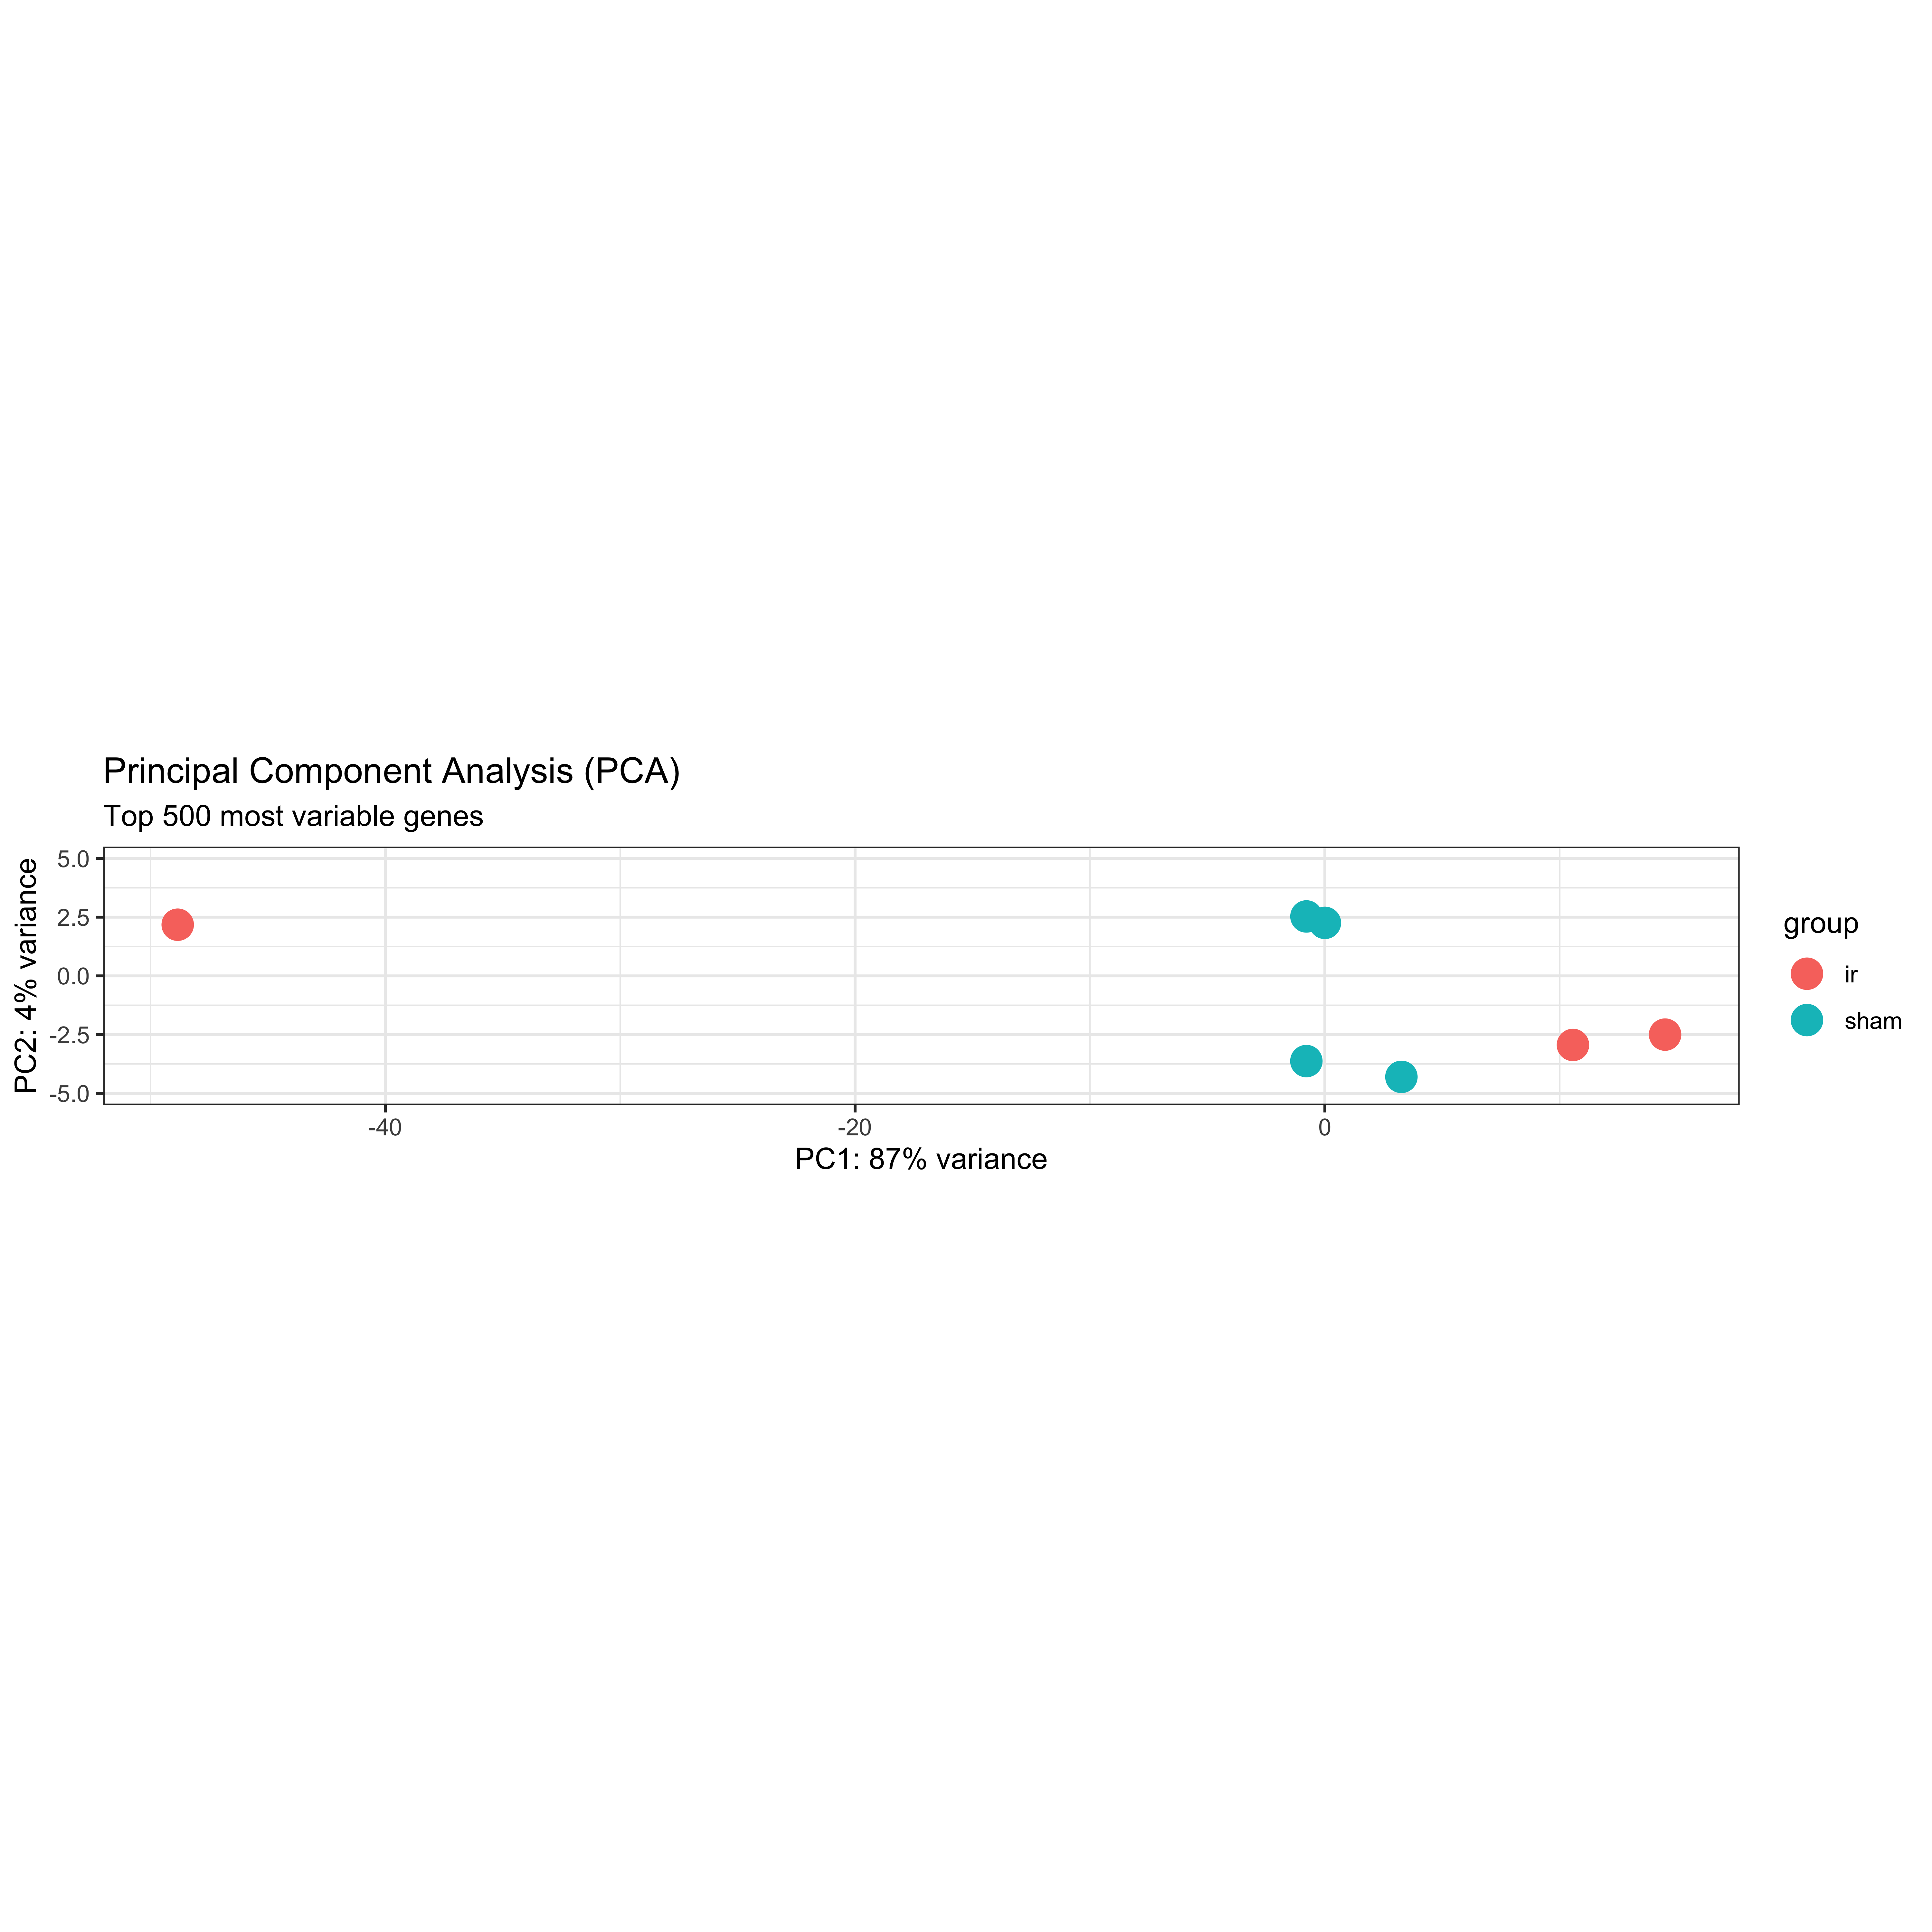 Principal Component Analysis (PCA)
Top 500 most variable genes
PC2: 4% variance
5.0
2.5
0.0
-2.5
-5.0
-40
-20
0
PC1: 87% variance
group
ir
sham